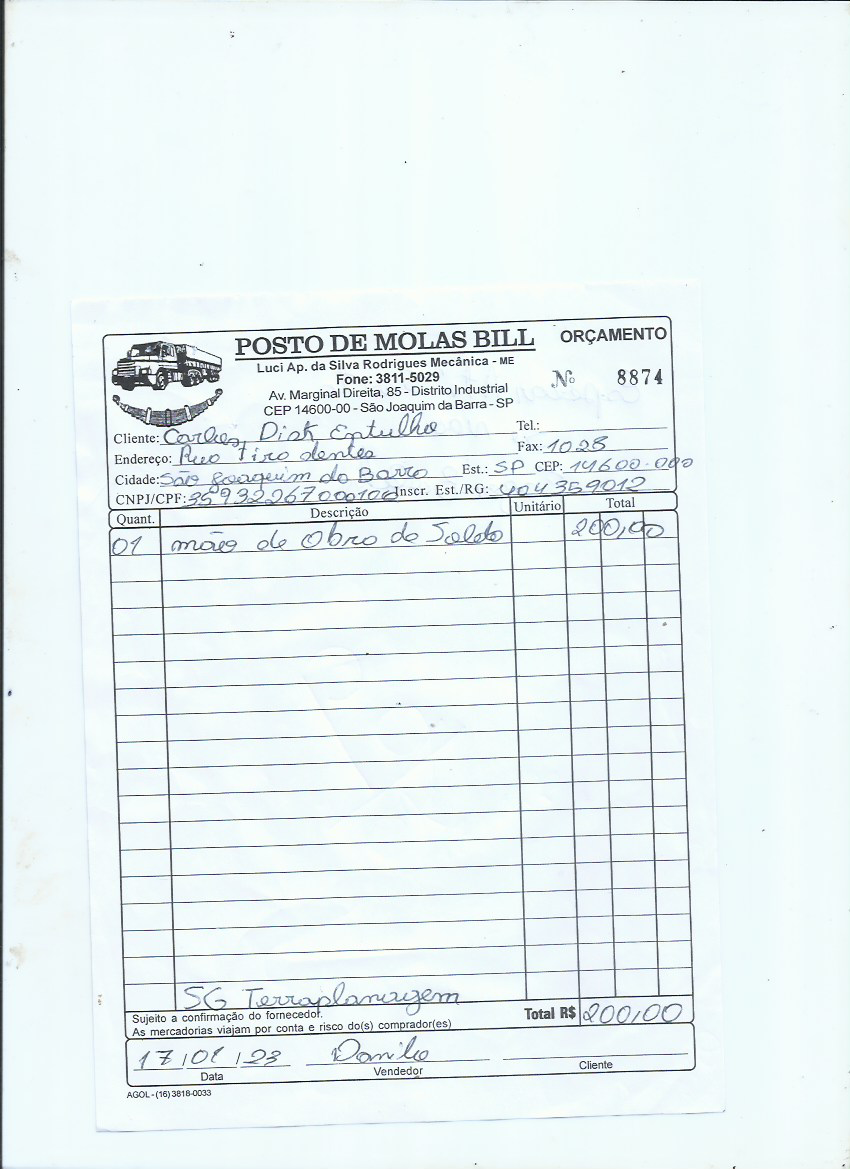 POSTO DE MOLAS BILL
ORÇAMENTO
Luci Ap. da Silva Rodrigues Mecânica - ME
Fone: 3811-5029
Nº 8874
Av. Marginal Direita, 85 - Distrito Industrial
CEP 14600-00 - São Joaquim da Barra - SP
Cliente: Carlos, Disk Entulho Tel.:
Endereço: Rua Tiradentes Fax: 1028
Cidade: São Joaquim da Barra Est.: SP CEP: 14600-000
CNPJ/CPF: Inscr. Est./RG: 404359012
Quant. Descrição Unitário Total
01 mão de Obra de Solda 200,00
SG Terraplanagem
Sujeito a confirmação do fornecedor.
As mercadorias viajam por conta e risco do(s) comprador(es)
Total R$ 200,00
17/01/23 Danilo
Data Vendedor Cliente
AGOL - (16) 3818-0033